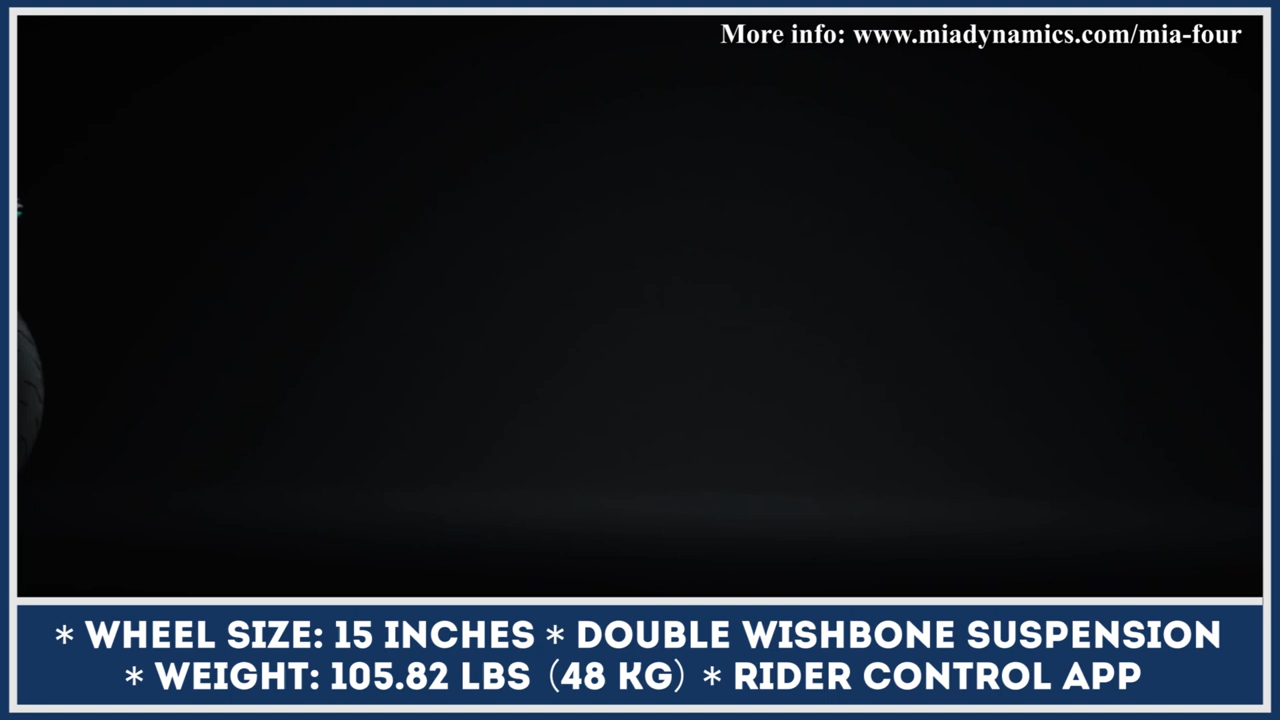 More info: www.miadynamics.com/mia-four
* WHEEL SIZE: 15 INCHES * DOUBLE WISHBONE SUSPENSION
* WEIGHT: 105.82 LBS (48 KG) * RIDER CONTROL APP